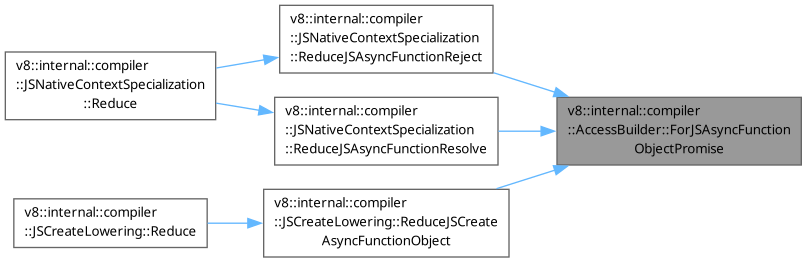 v8::internal::compiler
::JSNativeContextSpecialization
::ReduceJSAsyncFunctionReject
v8::internal::compiler
::JSNativeContextSpecialization
::Reduce
v8::internal::compiler
::JSNativeContextSpecialization
::ReduceJSAsyncFunctionResolve
v8::internal::compiler
::AccessBuilder::ForJSAsyncFunction
ObjectPromise
v8::internal::compiler
::JSCreateLowering::ReduceJSCreate
AsyncFunctionObject
v8::internal::compiler
::JSCreateLowering::Reduce